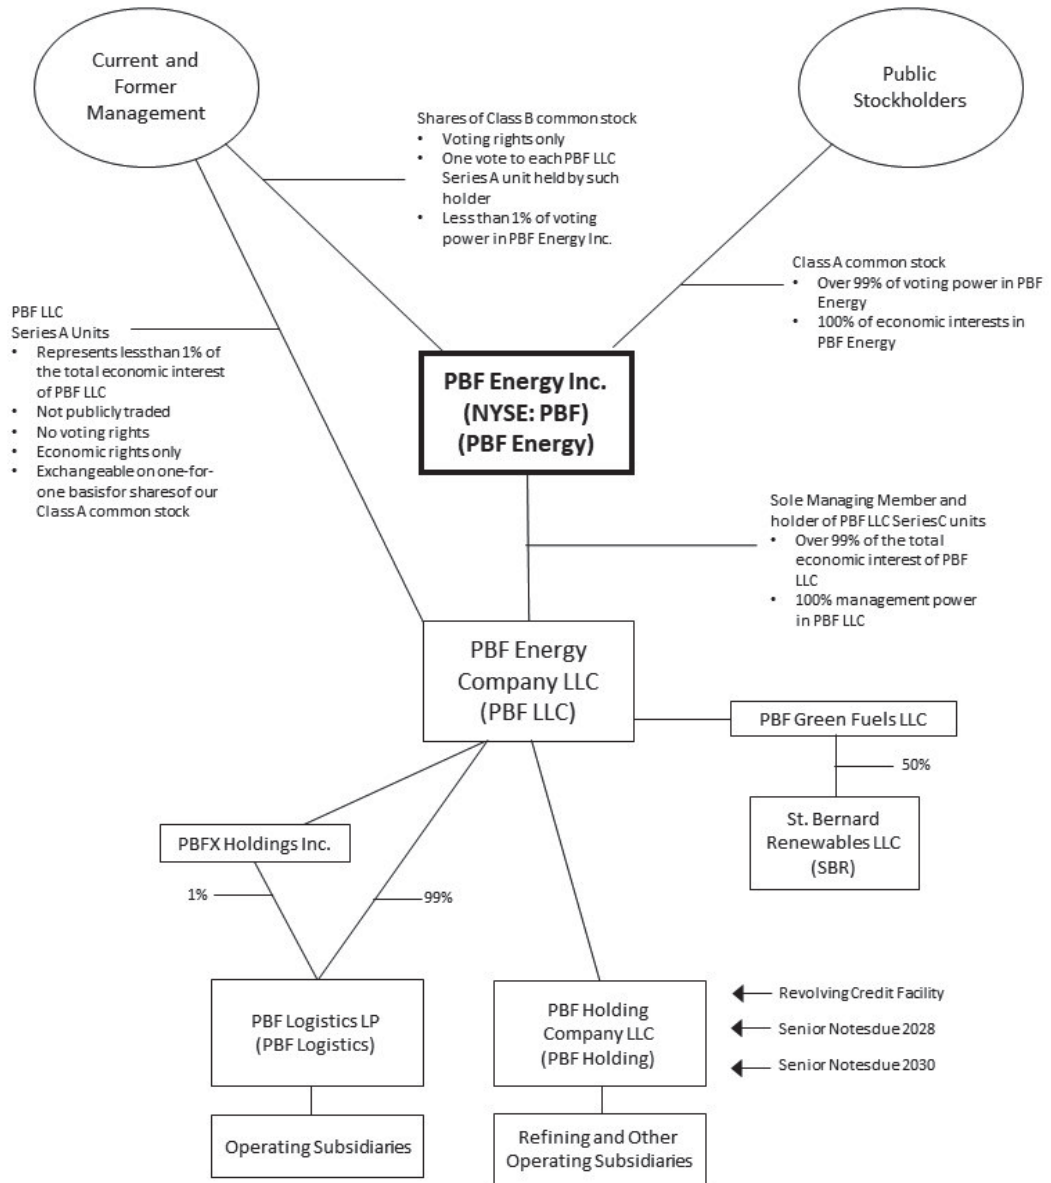 Current and
Former
Management
Public
Stockholders
Shares of Class B common stock
• Voting rights only
• One vote to each PBF LLC
Series A unit held by such
holder
• Less than 1% of voting
power in PBF Energy Inc.
Class A common stock
• Over 99% of voting power in PBF
Energy
• 100% of economic interests in
PBF Energy
PBF LLC
Series A Units
• Represents less than 1% of
the total economic interest
of PBF LLC
• Not publicly traded
• No voting rights
• Economic rights only
• Exchangeable on one-for-
one basis for shares of our
Class A common stock
PBF Energy Inc.
(NYSE: PBF)
(PBF Energy)
Sole Managing Member and
holder of PBF LLC Series C units
• Over 99% of the total
economic interest of PBF
LLC
• 100% management power
in PBF LLC
PBF Energy
Company LLC
(PBF LLC)
PBF Green Fuels LLC
50%
St. Bernard
Renewables LLC
(SBR)
PBFX Holdings Inc.
1%
99%
PBF Logistics LP
(PBF Logistics)
PBF Holding
Company LLC
(PBF Holding)
Revolving Credit Facility
Senior Notes due 2028
Senior Notes due 2030
Operating Subsidiaries
Refining and Other
Operating Subsidiaries